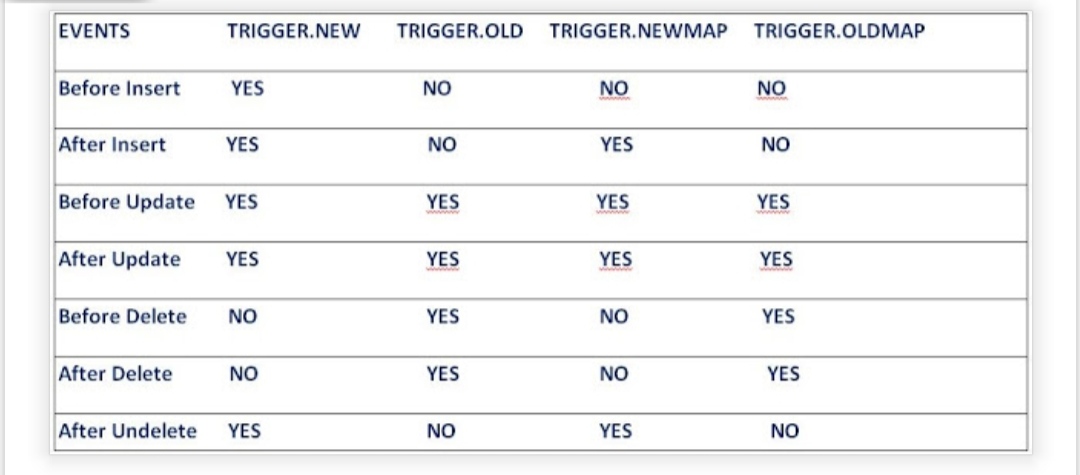 EVENTS TRIGGER.NEW TRIGGER.OLD TRIGGER.NEWMAP TRIGGER.OLDMAP
Before Insert YES NO NO NO
After Insert YES NO YES NO
Before Update YES YES YES YES
After Update YES YES YES YES
Before Delete NO YES NO YES
After Delete NO YES NO YES
After Undelete YES NO YES NO